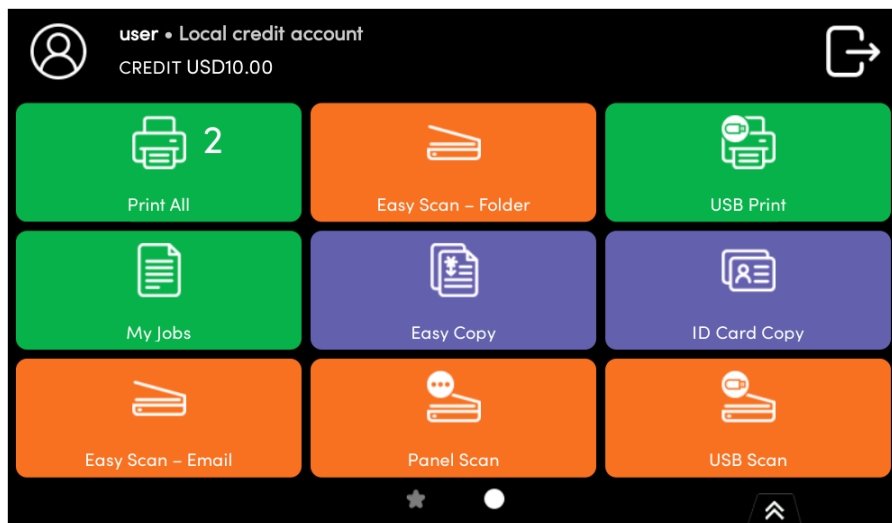 user • Local credit account
CREDIT USD10.00
2
Print All
Easy Scan – Folder
USB Print
My Jobs
Easy Copy
ID Card Copy
Easy Scan – Email
Panel Scan
USB Scan